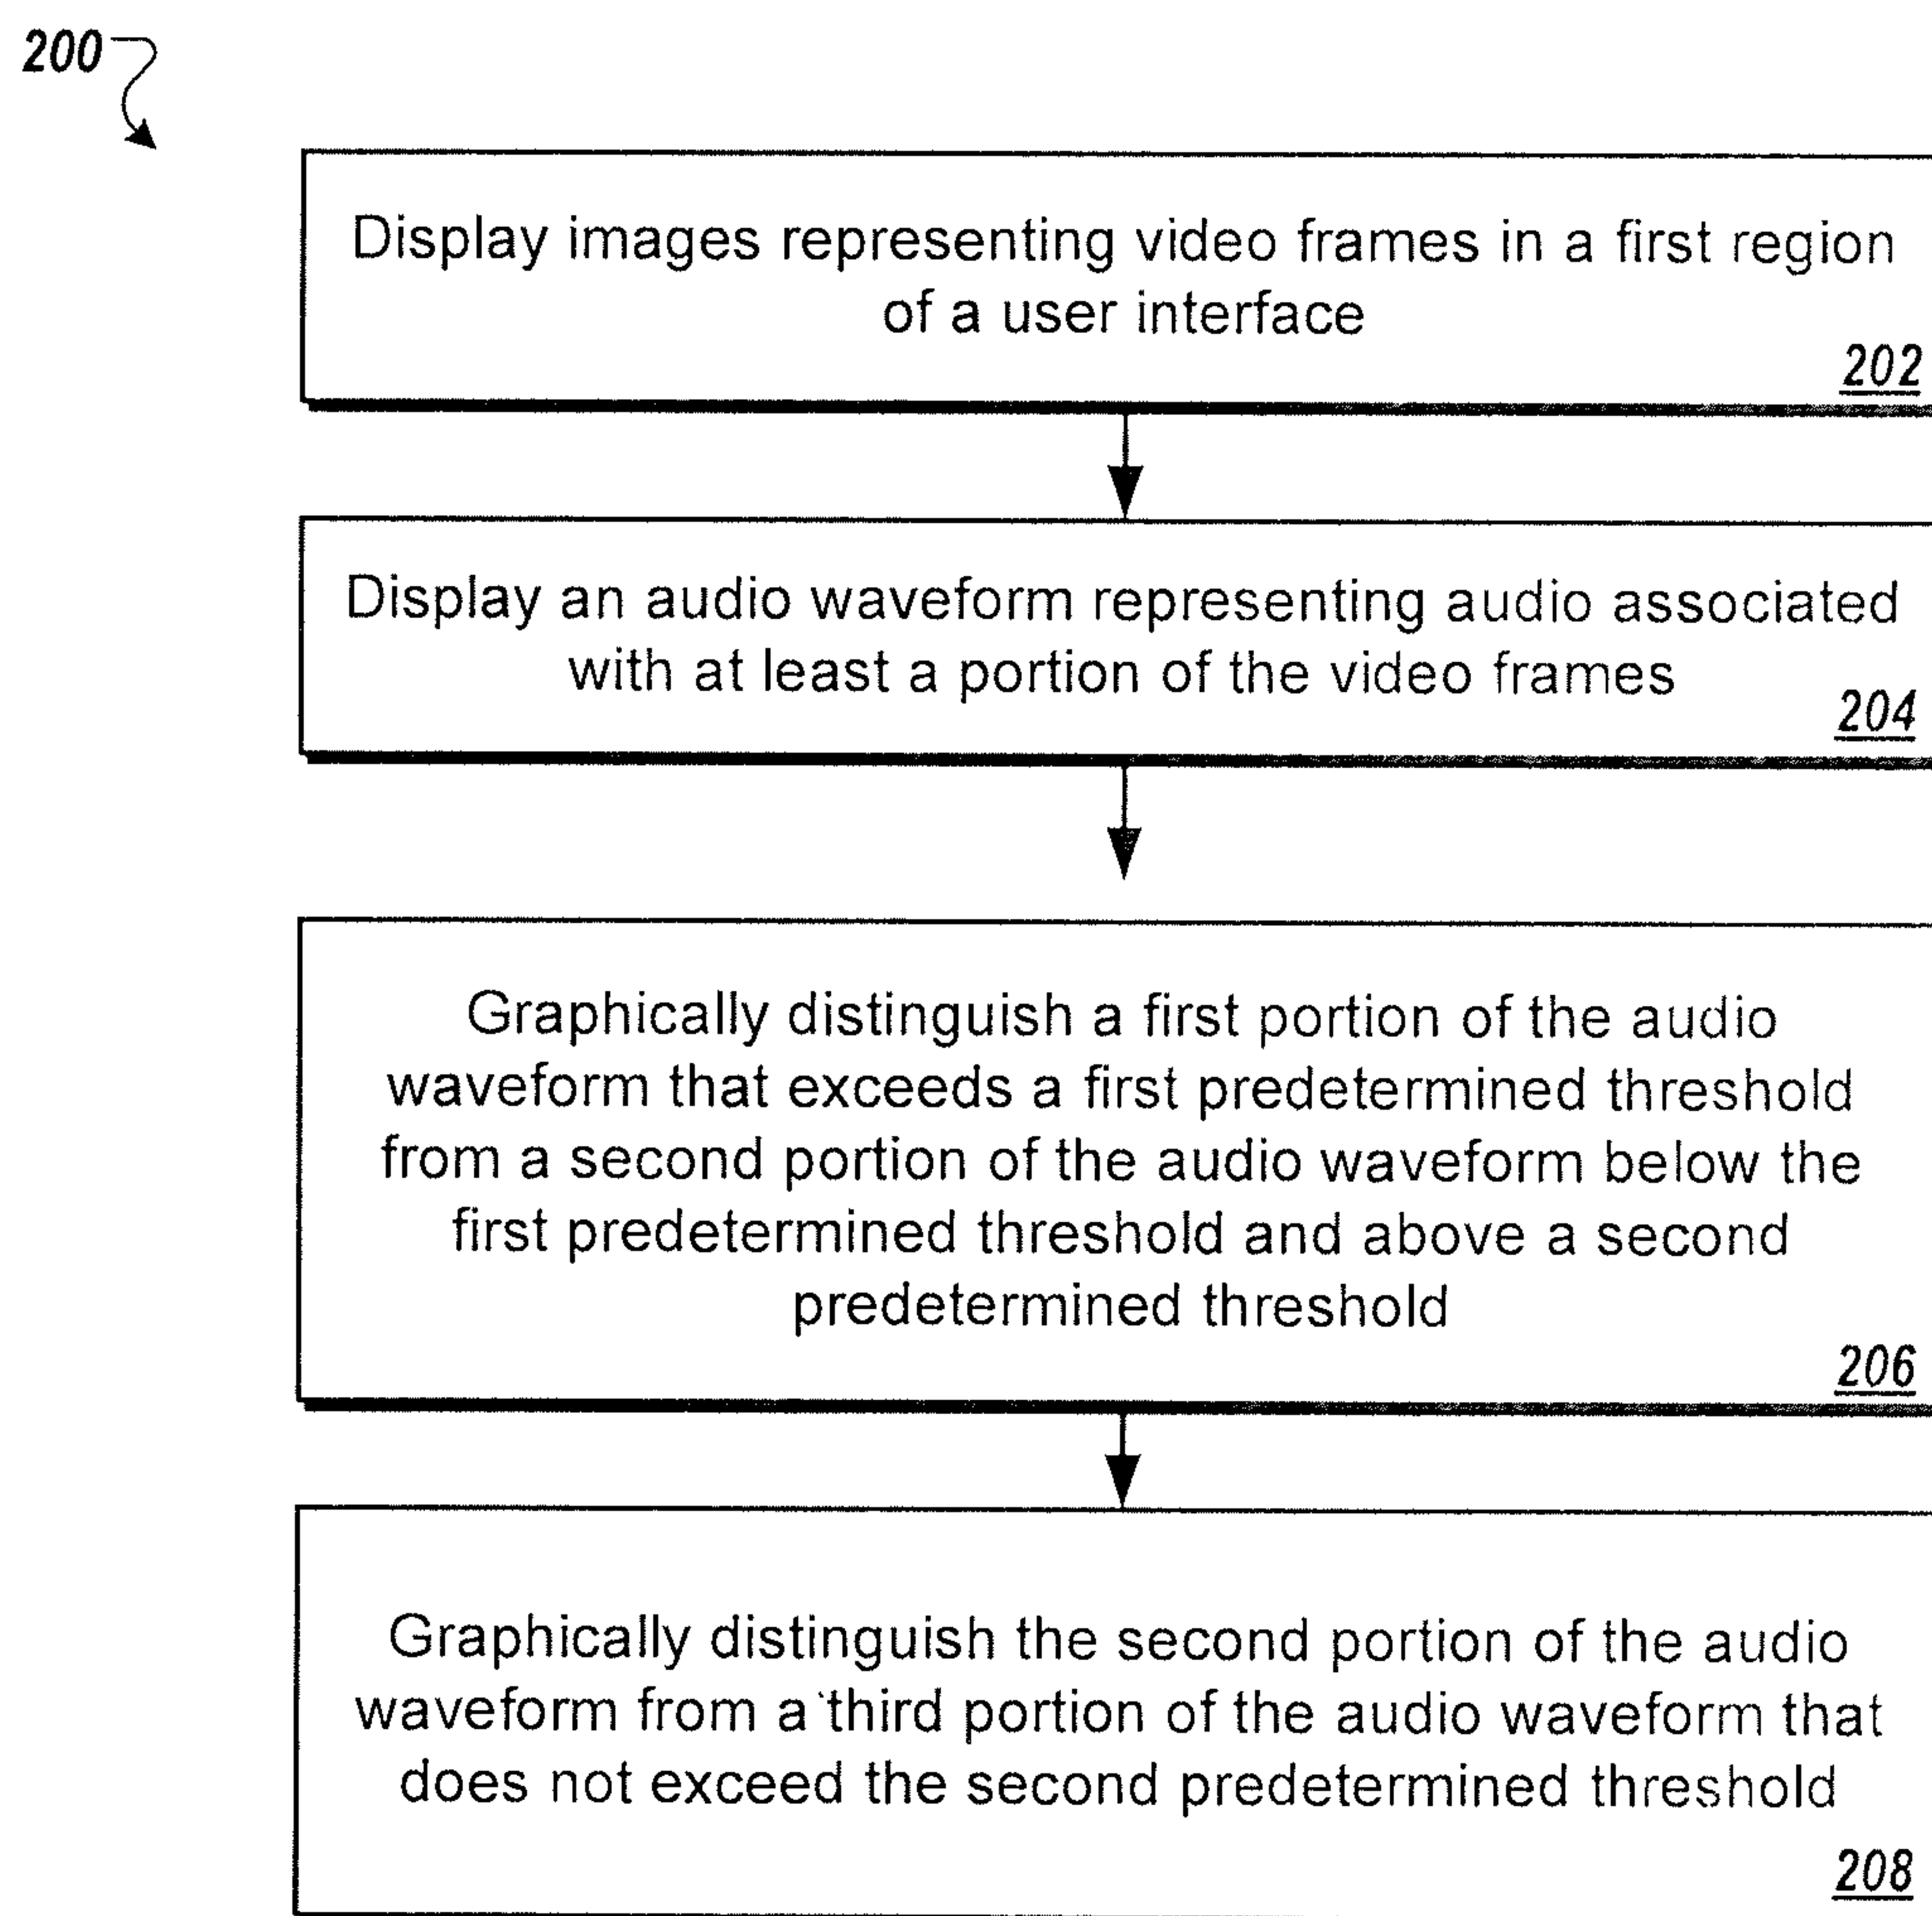 200
Display images representing video frames in a first region
of a user interface
202
Display an audio waveform representing audio associated
with at least a portion of the video frames
204
Graphically distinguish a first portion of the audio
waveform that exceeds a first predetermined threshold
from a second portion of the audio waveform below the
first predetermined threshold and above a second
predetermined threshold
206
Graphically distinguish the second portion of the audio
waveform from a third portion of the audio waveform that
does not exceed the second predetermined threshold
208